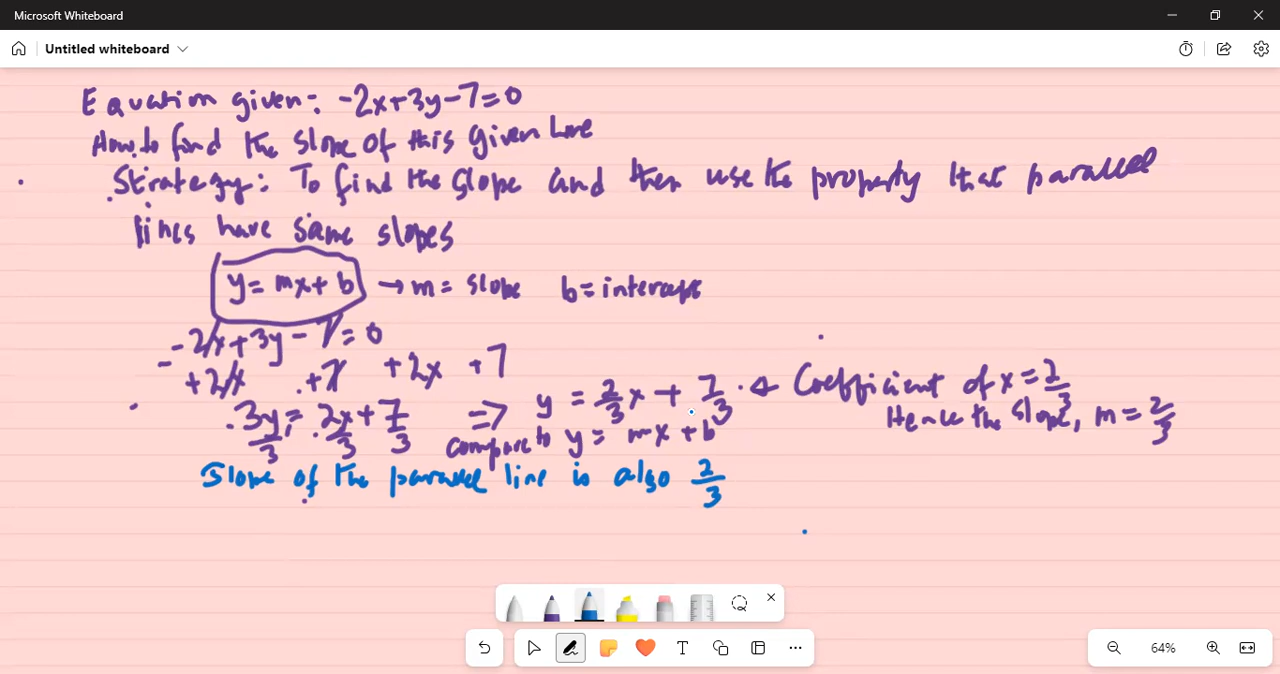 Microsoft Whiteboard
Untitled whiteboard
Equation given: -2x+3y-7=0
How to find the slope of this given line
Strategy: To find the slope and then use the property that parallel
lines have same slopes
y = mx + b → m = slope b = intercept
-2x+3y-7=0
+2x +7 +2x +7
3y/3 = 2x/3 + 7/3 => y = 2/3 x + 7/3 Coefficient of x = 2/3
Compare to y = mx + b Hence the slope, m = 2/3
Slope of the parallel line is also 2/3
64%